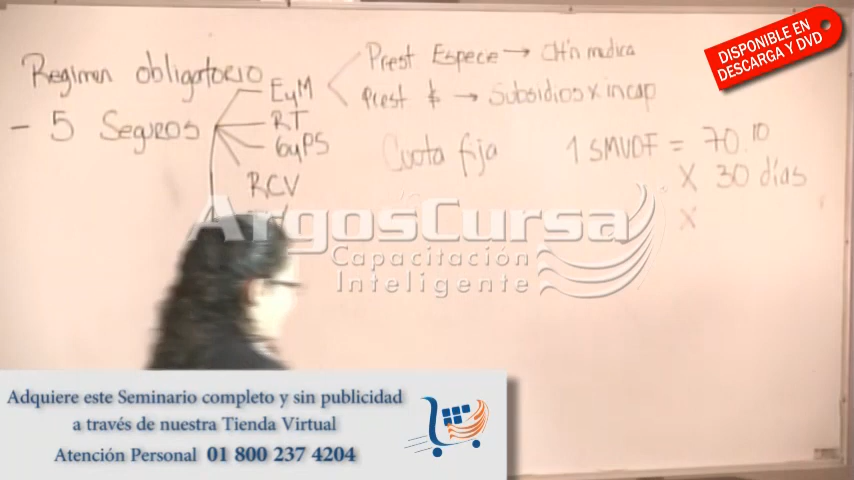 DISPONIBLE EN
DESCARGA Y DVD
Regimen obligatorio
- 5 Seguros
EyM
RT
GyPS
RCV
Prest Espece → Atn medica
Prest $ → Subsidios x incap
Cuota fija
1 SMVDF = 70.10
X 30 días
X
ArgosCursa
Capacitación
Inteligente
Adquiere este Seminario completo y sin publicidad
a través de nuestra Tienda Virtual
Atención Personal 01 800 237 4204